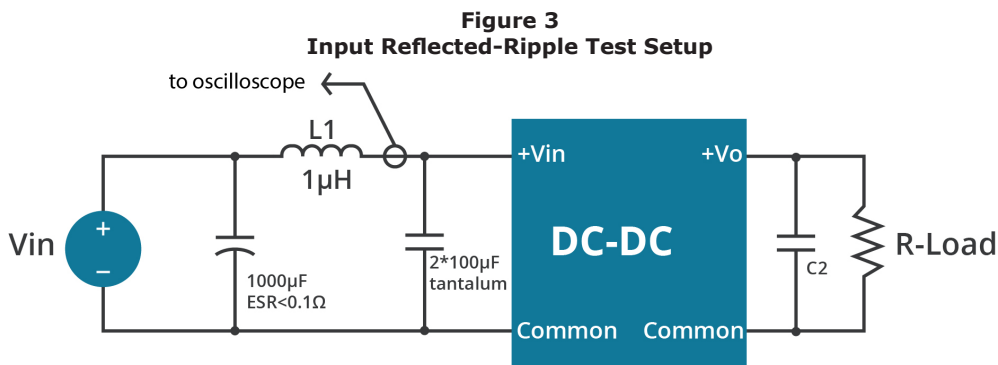 Figure 3
Input Reflected-Ripple Test Setup
to oscilloscope
L1
1μH
+Vin
+Vo
Vin
+
−
DC-DC
R-Load
2*100μF
tantalum
C2
1000μF
ESR<0.1Ω
Common
Common